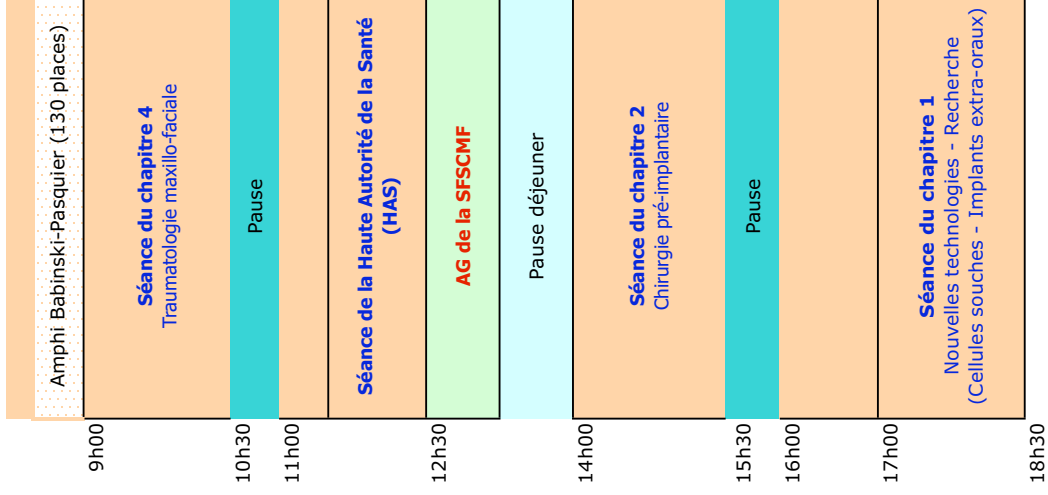 Amphi Babinski-Pasquier (130 places)
9h00
Séance du chapitre 4
Traumatologie maxillo-faciale
10h30
Pause
11h00
Séance de la Haute Autorité de la Santé
(HAS)
12h30
AG de la SFSCMF
Pause déjeuner
14h00
Séance du chapitre 2
Chirurgie pré-implantaire
15h30
Pause
16h00
17h00
Séance du chapitre 1
Nouvelles technologies - Recherche
(Cellules souches - Implants extra-oraux)
18h30